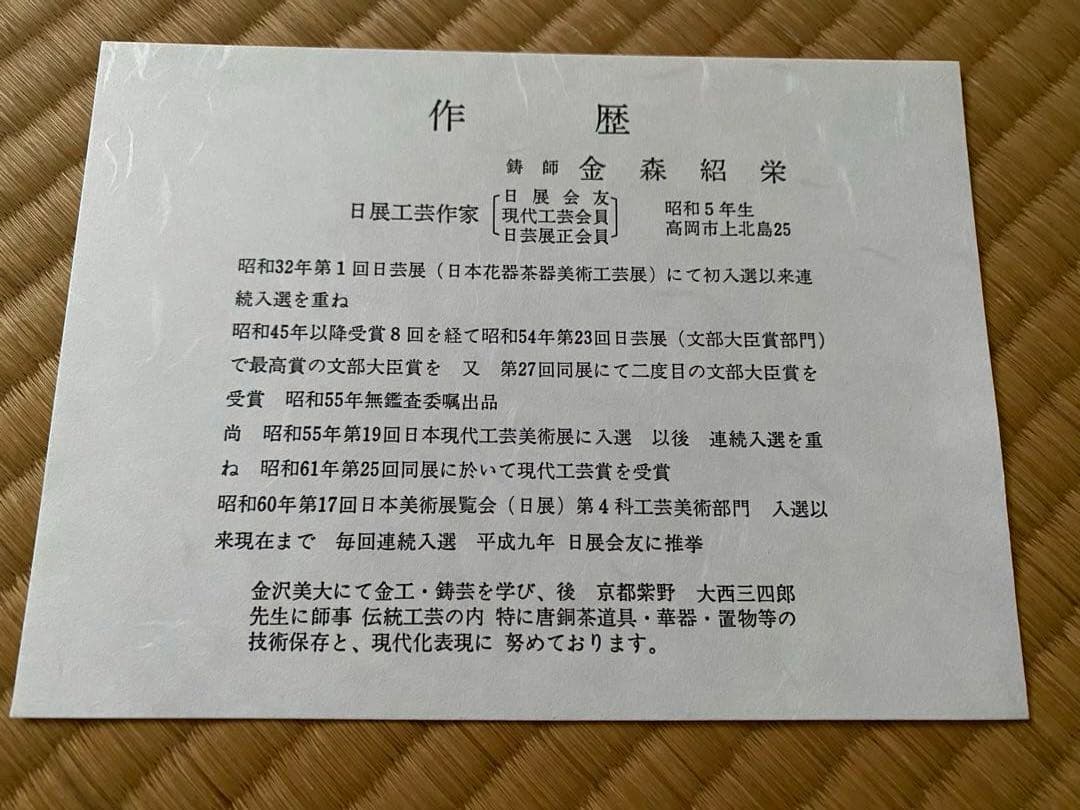 作 歴
鋳師 金森紹栄
日展工芸作家
日展会友
現代工芸会員
日芸展正会員
昭和5年生
高岡市上北島25
昭和32年第1回日芸展（日本花器茶器美術工芸展）にて初入選以来連
続入選を重ね
昭和45年以降受賞8回を経て昭和54年第23回日芸展（文部大臣賞部門）
で最高賞の文部大臣賞を 又 第27回同展にて二度目の文部大臣賞を
受賞 昭和55年無鑑査委嘱出品
尚 昭和55年第19回日本現代工芸美術展に入選 以後 連続入選を重
ね 昭和61年第25回同展に於いて現代工芸賞を受賞
昭和60年第17回日本美術展覧会（日展）第4科工芸美術部門 入選以
来現在まで 毎回連続入選 平成九年 日展会友に推挙
金沢美大にて金工・鋳芸を学び、後 京都紫野 大西三四郎
先生に師事 伝統工芸の内 特に唐銅茶道具・華器・置物等の
技術保存と、現代化表現に 努めております。